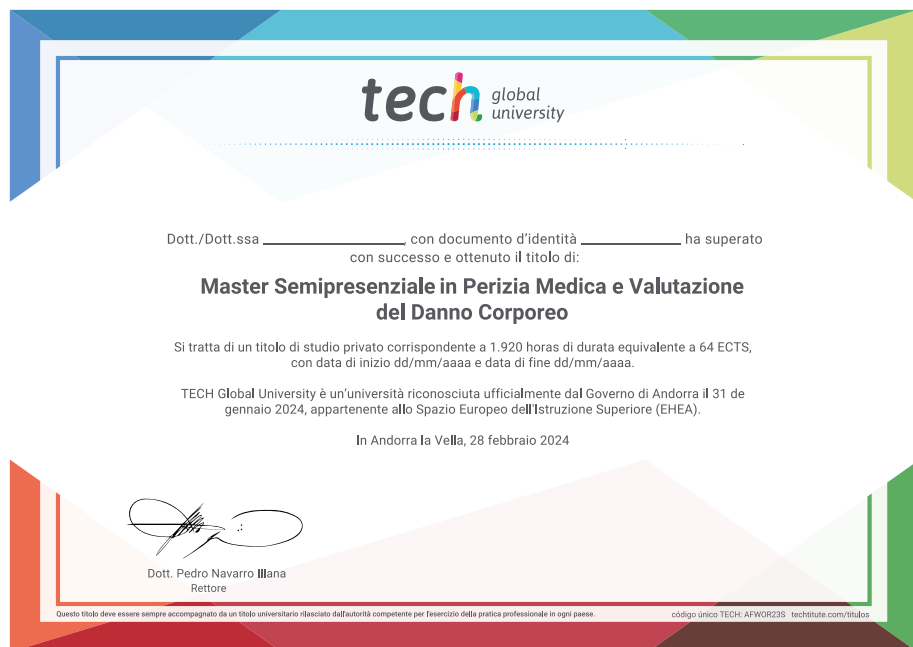 tech global university
Dott./Dott.ssa ____________________, con documento d'identità ______________ ha superato
con successo e ottenuto il titolo di:
Master Semipresenziale in Perizia Medica e Valutazione
del Danno Corporeo
Si tratta di un titolo di studio privato corrispondente a 1.920 horas di durata equivalente a 64 ECTS,
con data di inizio dd/mm/aaaa e data di fine dd/mm/aaaa.
TECH Global University è un'università riconosciuta ufficialmente dal Governo di Andorra il 31 de
gennaio 2024, appartenente allo Spazio Europeo dell'Istruzione Superiore (EHEA).
In Andorra la Vella, 28 febbraio 2024
Dott. Pedro Navarro Illana
Rettore
Questo titolo deve essere sempre accompagnato da un titolo universitario rilasciato dall'autorità competente per l'esercizio della pratica professionale in ogni paese.
código único TECH: AFWOR23S techtitute.com/titulos